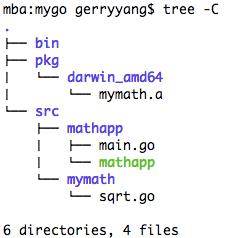 mba:mygo gerryyang$ tree -C
.
├── bin
├── pkg
│   └── darwin_amd64
│       └── mymath.a
└── src
    ├── mathapp
    │   ├── main.go
    │   └── mathapp
    └── mymath
        └── sqrt.go

6 directories, 4 files